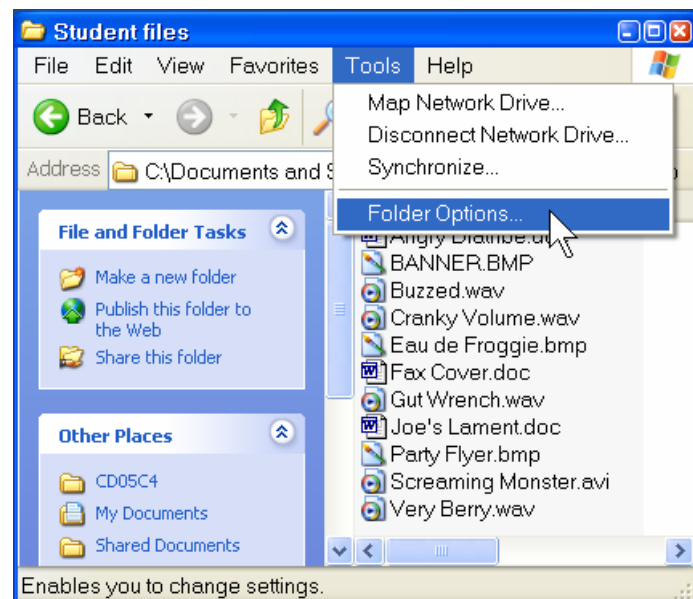 Student files
File Edit View Favorites Tools Help
Back
Address C:\Documents and
Map Network Drive...
Disconnect Network Drive...
Synchronize...
Folder Options...
File and Folder Tasks
Make a new folder
Publish this folder to
the Web
Share this folder
Other Places
CD05C4
My Documents
Shared Documents
BANNER.BMP
Buzzed.wav
Cranky Volume.wav
Eau de Froggie.bmp
Fax Cover.doc
Gut Wrench.wav
Joe's Lament.doc
Party Flyer.bmp
Screaming Monster.avi
Very Berry.wav
Enables you to change settings.